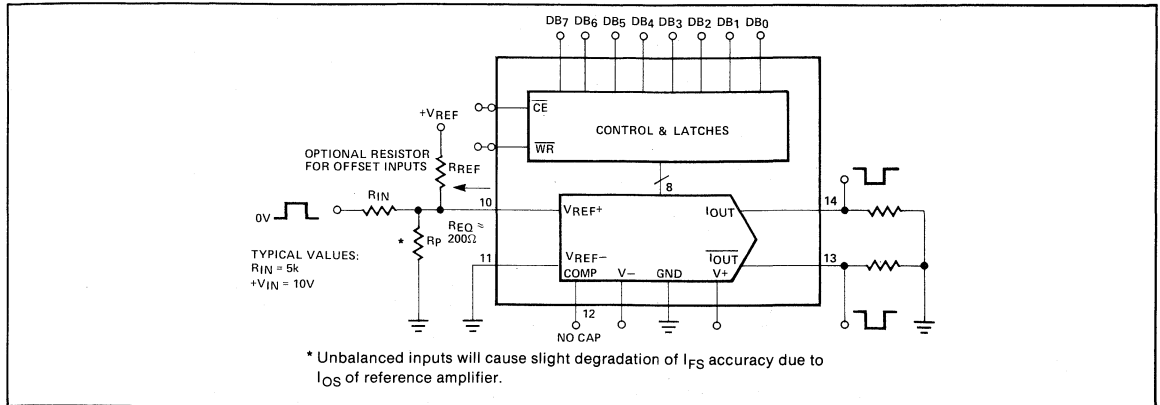 DB7 DB6 DB5 DB4 DB3 DB2 DB1 DB0
CE
WR
CONTROL & LATCHES
8
+VREF
OPTIONAL RESISTOR
FOR OFFSET INPUTS
RREF
RIN
0V
* RP
REQ ≈
200Ω
TYPICAL VALUES:
RIN = 5k
+VIN = 10V
10
11
VREF+
VREF−
COMP V− GND V+
IOUT
IOUT
14
13
12
NO CAP
* Unbalanced inputs will cause slight degradation of IFS accuracy due to
IOS of reference amplifier.